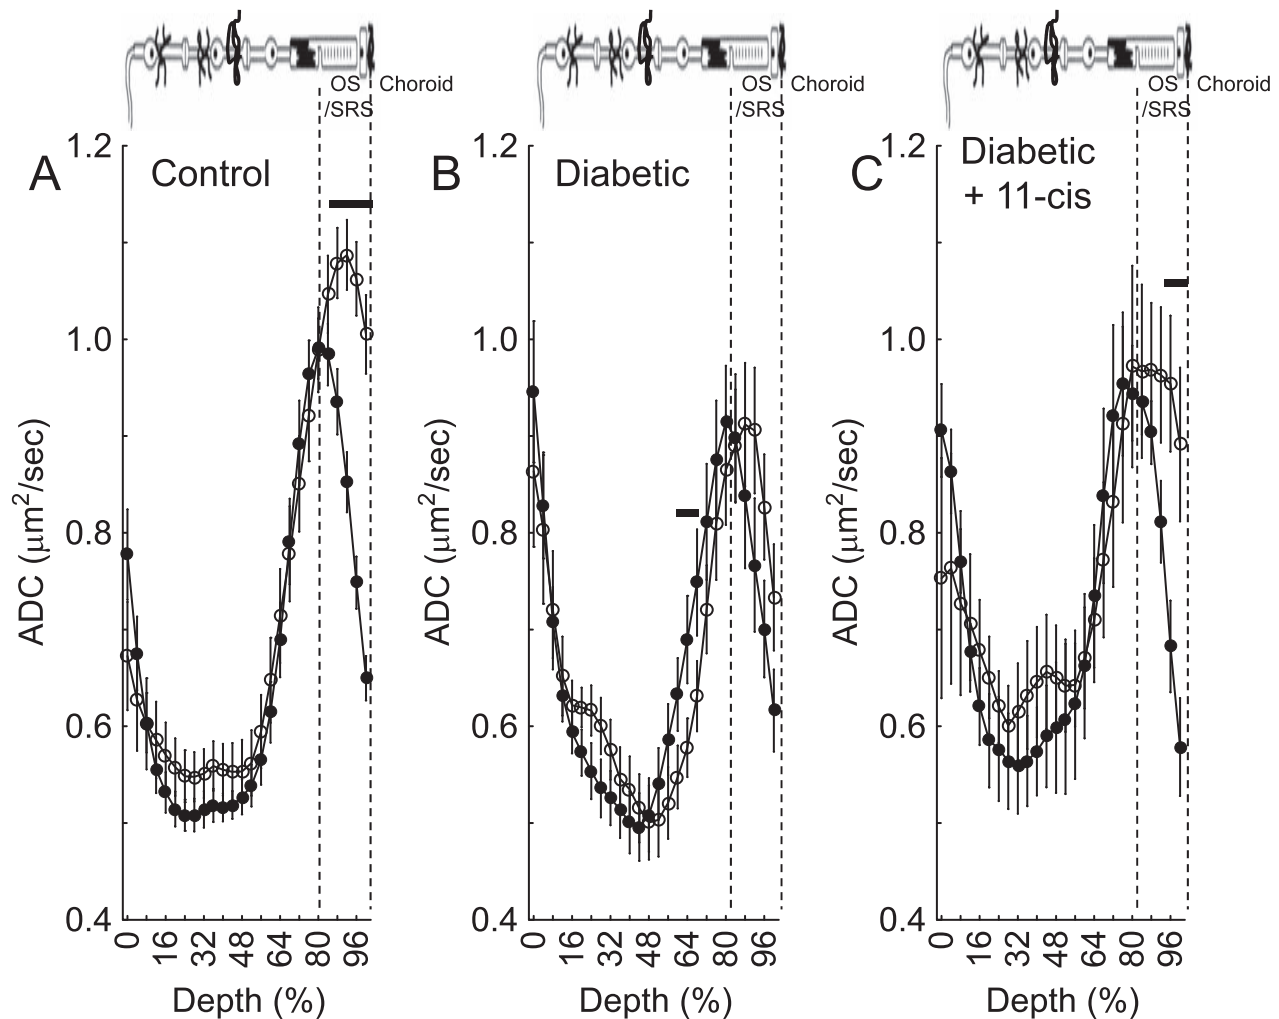 OS Choroid
/SRS
OS Choroid
/SRS
OS Choroid
/SRS
A Control
B Diabetic
C Diabetic
+ 11-cis
1.2
1.0
0.8
0.6
0.4
ADC (μm²/sec)
0 16 32 48 64 80 96
Depth (%)
1.2
1.0
0.8
0.6
0.4
ADC (μm²/sec)
0 16 32 48 64 80 96
Depth (%)
1.2
1.0
0.8
0.6
0.4
ADC (μm²/sec)
0 16 32 48 64 80 96
Depth (%)